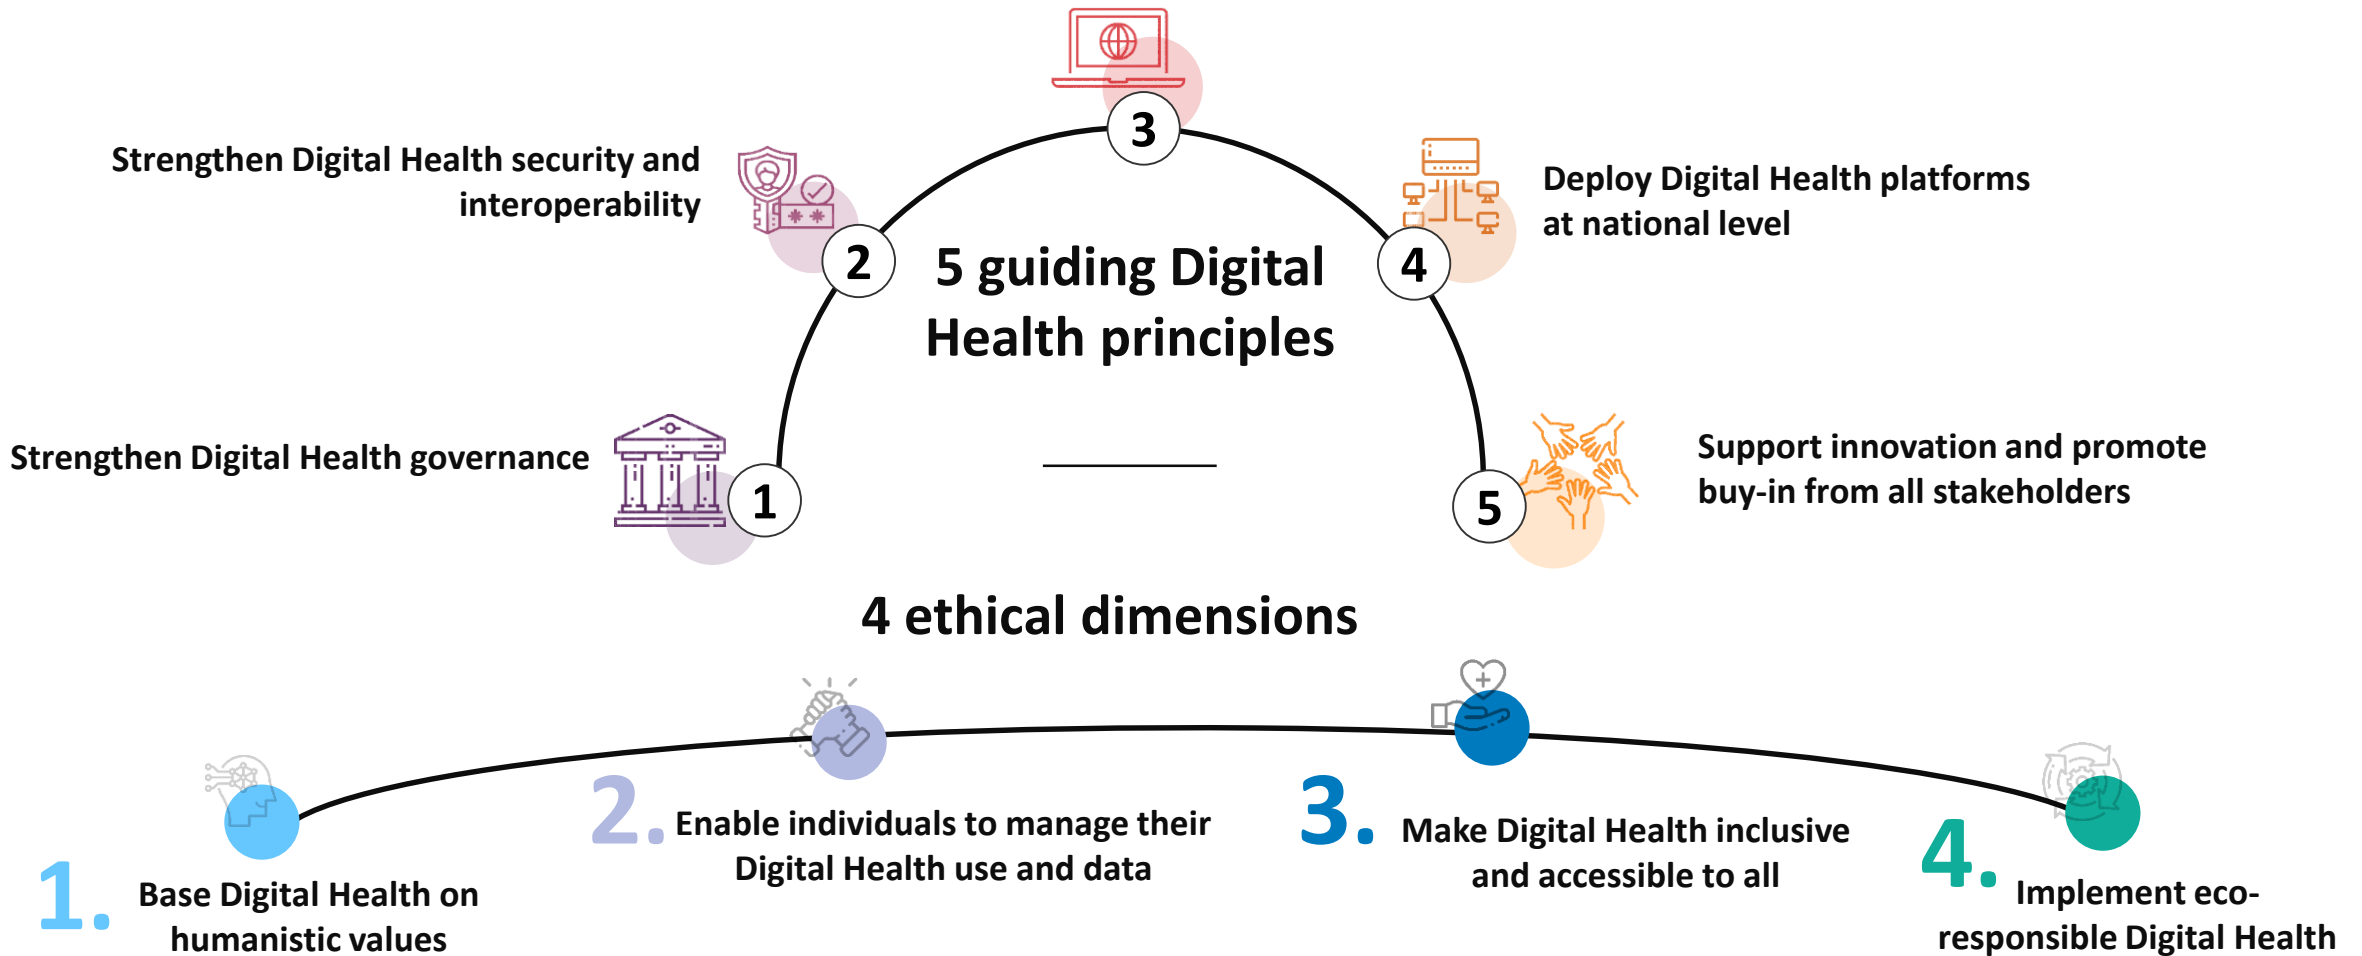 3
Strengthen Digital Health security and
interoperability
2
Deploy Digital Health platforms
at national level
4
5 guiding Digital
Health principles
Strengthen Digital Health governance
1
Support innovation and promote
buy-in from all stakeholders
5
4 ethical dimensions
1.
Base Digital Health on
humanistic values
2.
Enable individuals to manage their
Digital Health use and data
3.
Make Digital Health inclusive
and accessible to all
4.
Implement eco-
responsible Digital Health